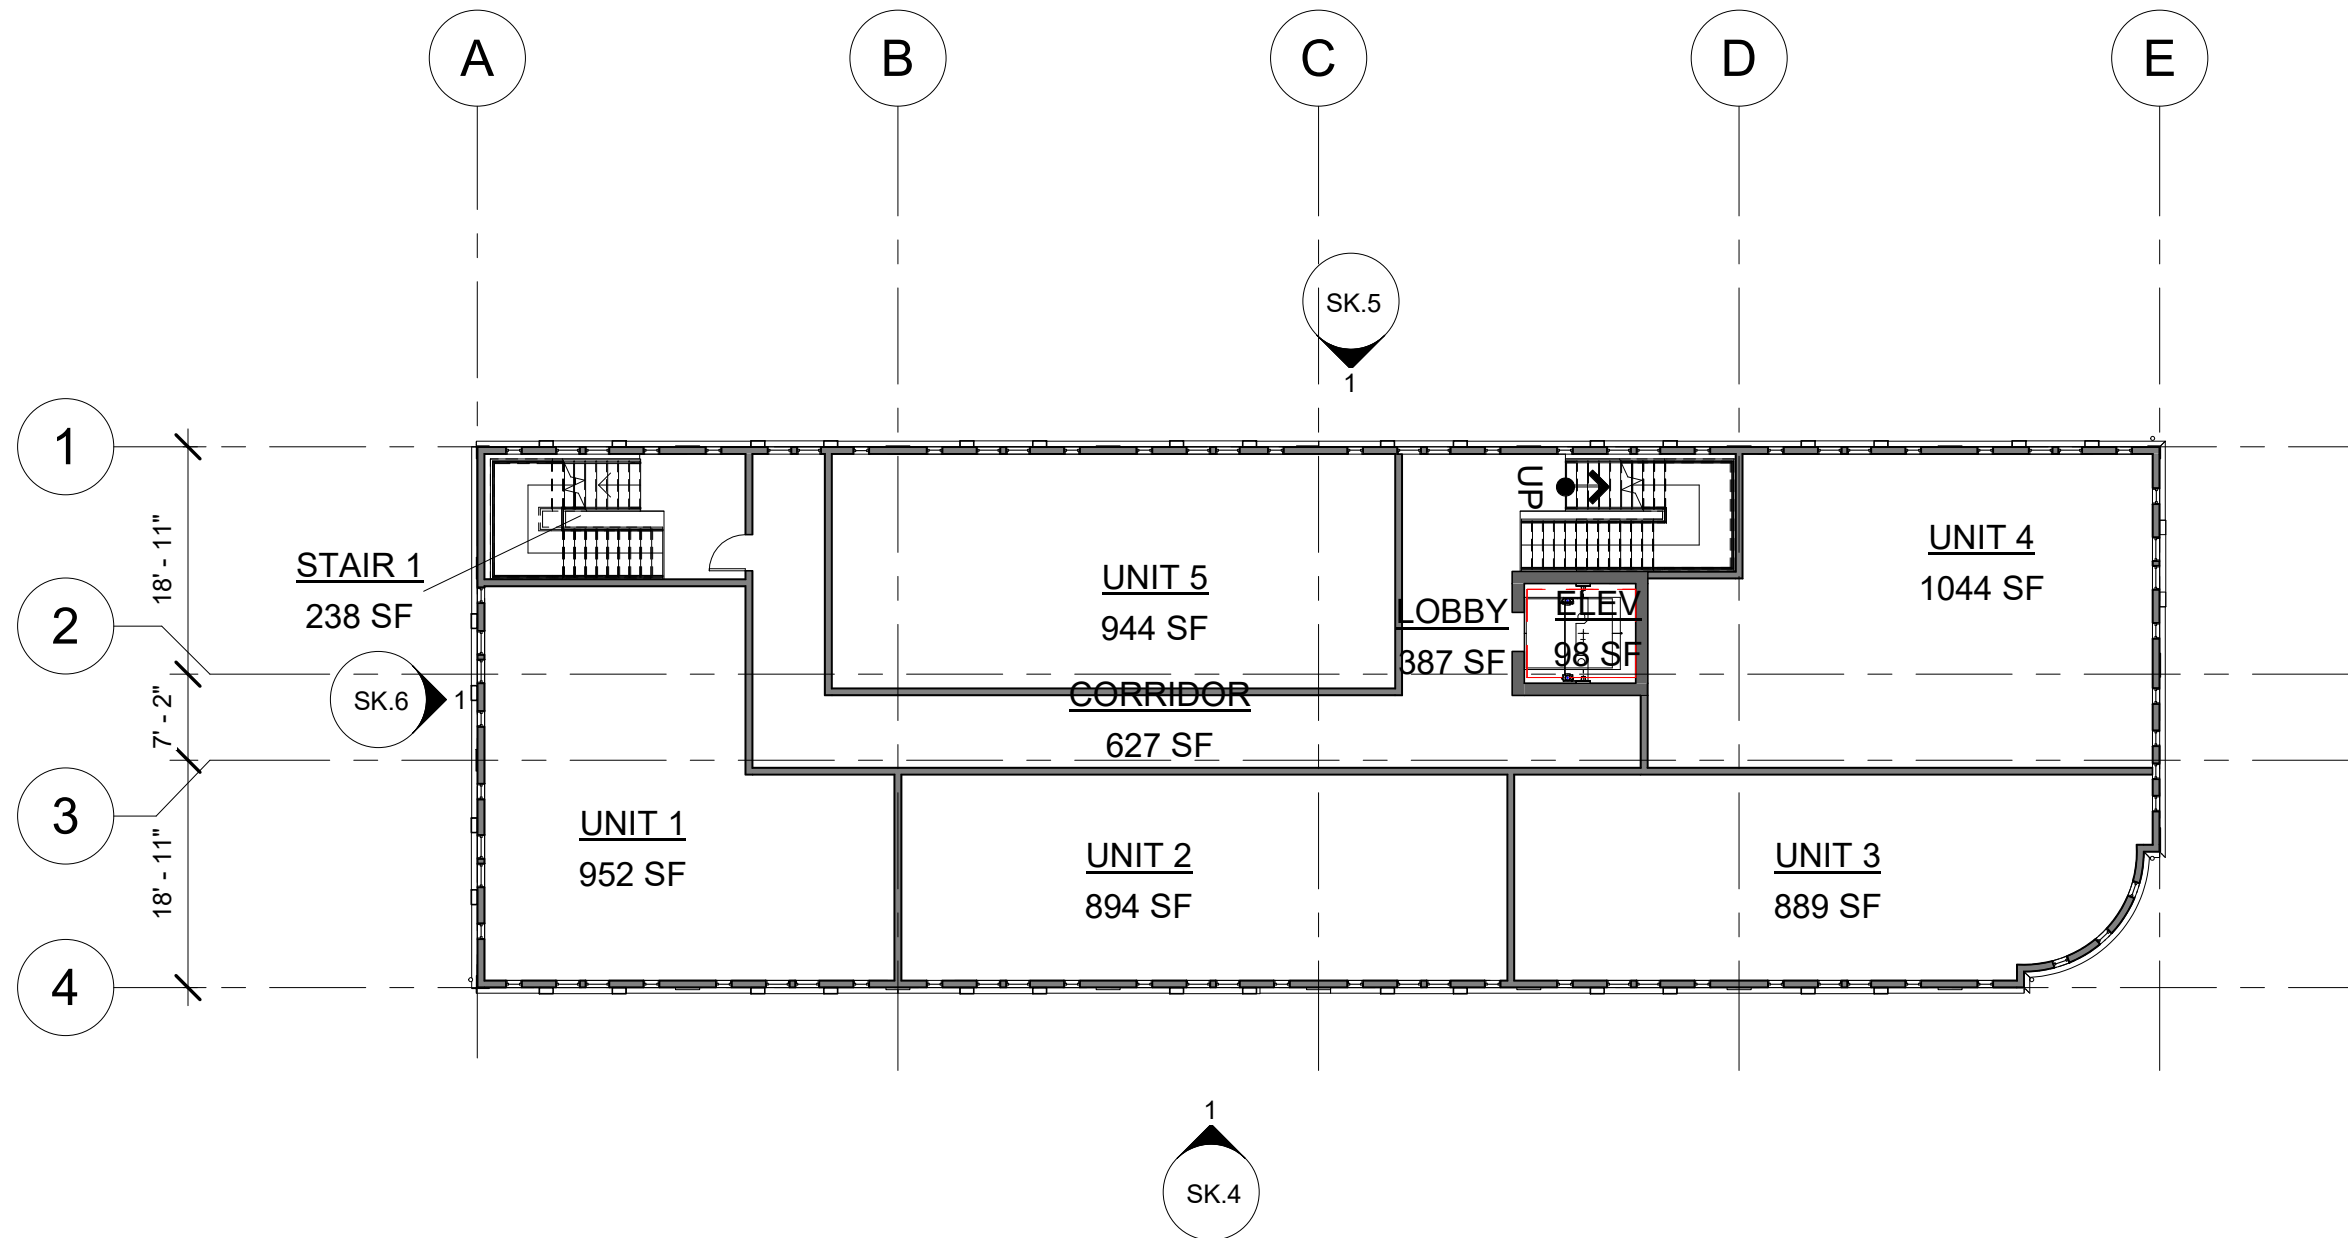 A
B
C
D
E
SK.5
1
1
2
3
4
18' - 11"
7' - 2"
18' - 11"
STAIR 1
238 SF
SK.6
1
UP
UNIT 5
944 SF
LOBBY
387 SF
ELEV
98 SF
UNIT 4
1044 SF
CORRIDOR
627 SF
UNIT 1
952 SF
UNIT 2
894 SF
UNIT 3
889 SF
1
SK.4